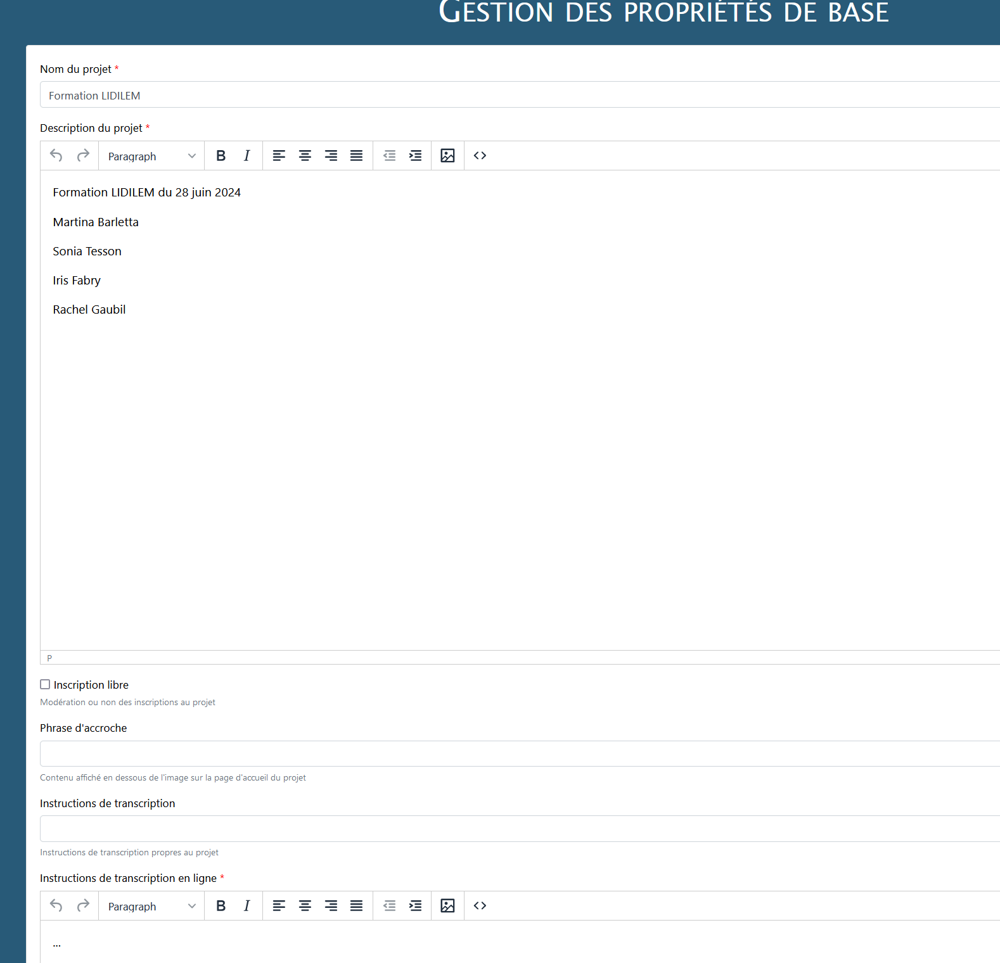 Gestion des propriétés de base
Nom du projet *
Formation LIDILEM
Description du projet *
Paragraph B I
Formation LIDILEM du 28 juin 2024
Martina Barletta
Sonia Tesson
Iris Fabry
Rachel Gaubil
P
Inscription libre
Modération ou non des inscriptions au projet
Phrase d'accroche
Contenu affiché en dessous de l'image sur la page d'accueil du projet
Instructions de transcription
Instructions de transcription propres au projet
Instructions de transcription en ligne *
Paragraph B I
...